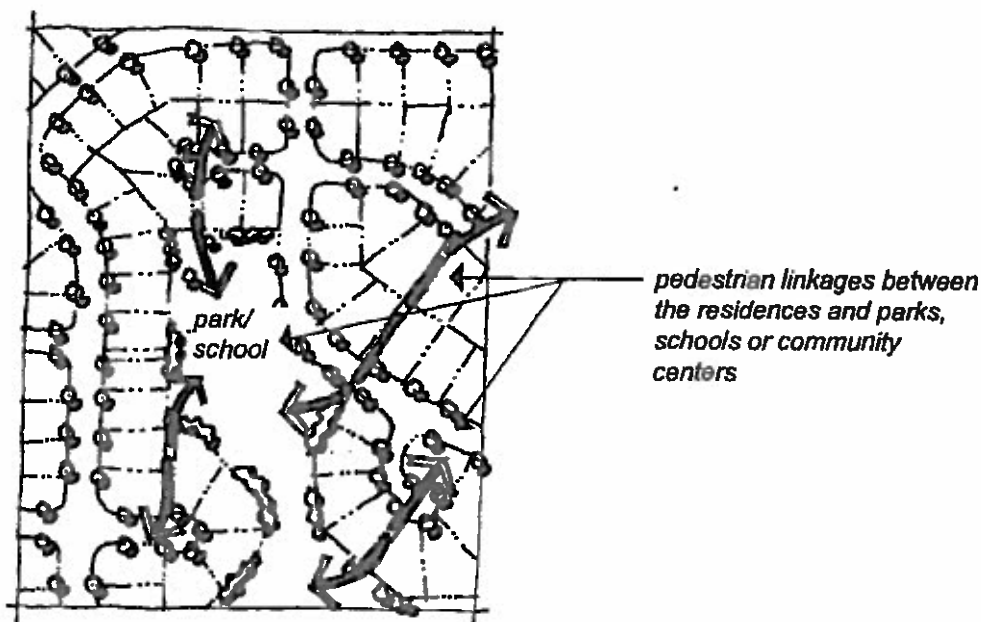 park/
school
pedestrian linkages between
the residences and parks,
schools or community
centers